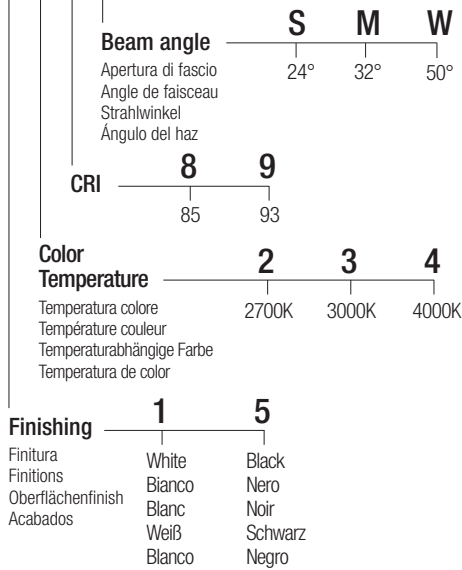 S M W
Beam angle
Apertura di fascio 24° 32° 50°
Angle de faisceau
Strahlwinkel
Ángulo del haz
8 9
CRI
85 93
Color
Temperature 2 3 4
Temperatura colore 2700K 3000K 4000K
Température couleur
Temperaturabhängige Farbe
Temperatura de color
1 5
Finishing
Finitura White Black
Finitions Bianco Nero
Oberflächenfinish Blanc Noir
Acabados Weiß Schwarz
Blanco Negro